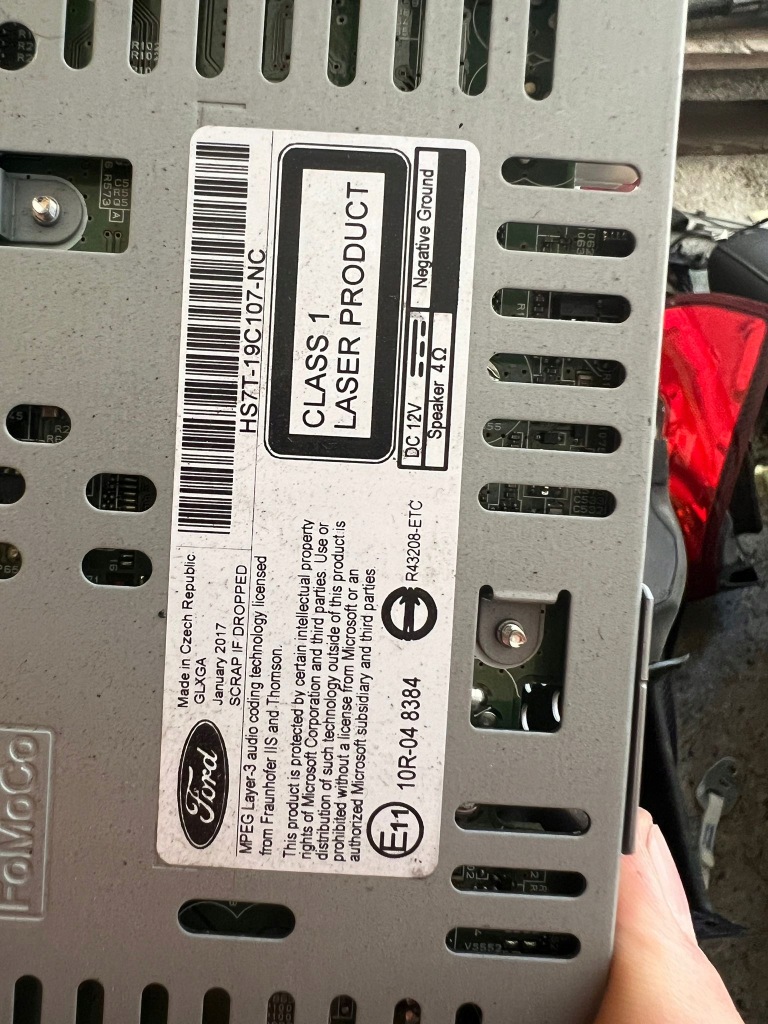 Ford
Made in Czech Republic
GLXGA
January 2017
SCRAP IF DROPPED
HS7T-19C107-NC
MPEG Layer-3 audio coding technology licensed
from Fraunhofer IIS and Thomson.
This product is protected by certain intellectual property
rights of Microsoft Corporation and third parties. Use or
distribution of such technology outside of this product is
prohibited without a license from Microsoft or an
authorized Microsoft subsidiary and third parties.
E11 10R-04 8384
R43208-ETC
CLASS 1
LASER PRODUCT
DC 12V
Negative Ground
Speaker 4Ω
FoMoCo
R573
V5552